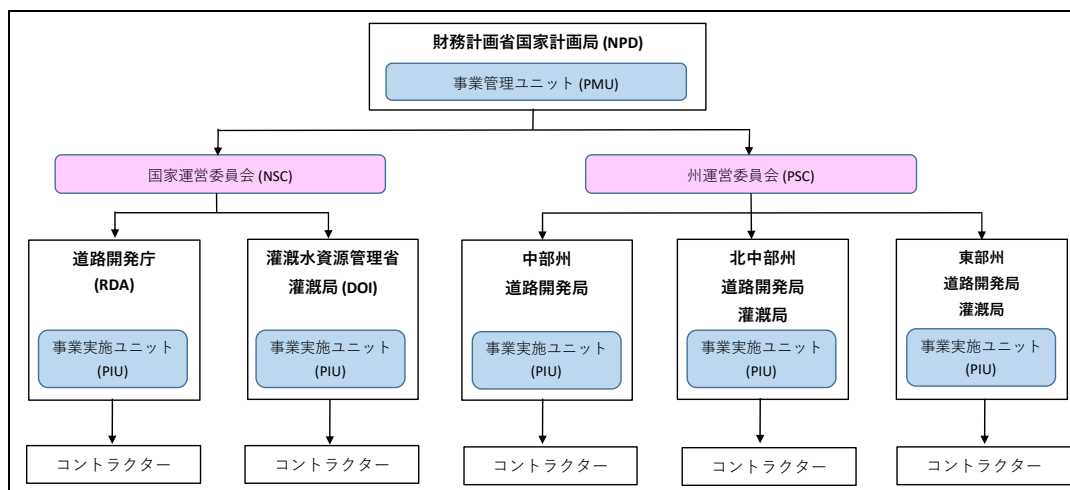 財務計画省国家計画局 (NPD)
事業管理ユニット (PMU)
国家運営委員会 (NSC)
州運営委員会 (PSC)
道路開発庁
(RDA)
事業実施ユニット
(PIU)
灌漑水資源管理省
灌漑局 (DOI)
事業実施ユニット
(PIU)
中部州
道路開発局
事業実施ユニット
(PIU)
北中部州
道路開発局
灌漑局
事業実施ユニット
(PIU)
東部州
道路開発局
灌漑局
事業実施ユニット
(PIU)
コントラクター
コントラクター
コントラクター
コントラクター
コントラクター